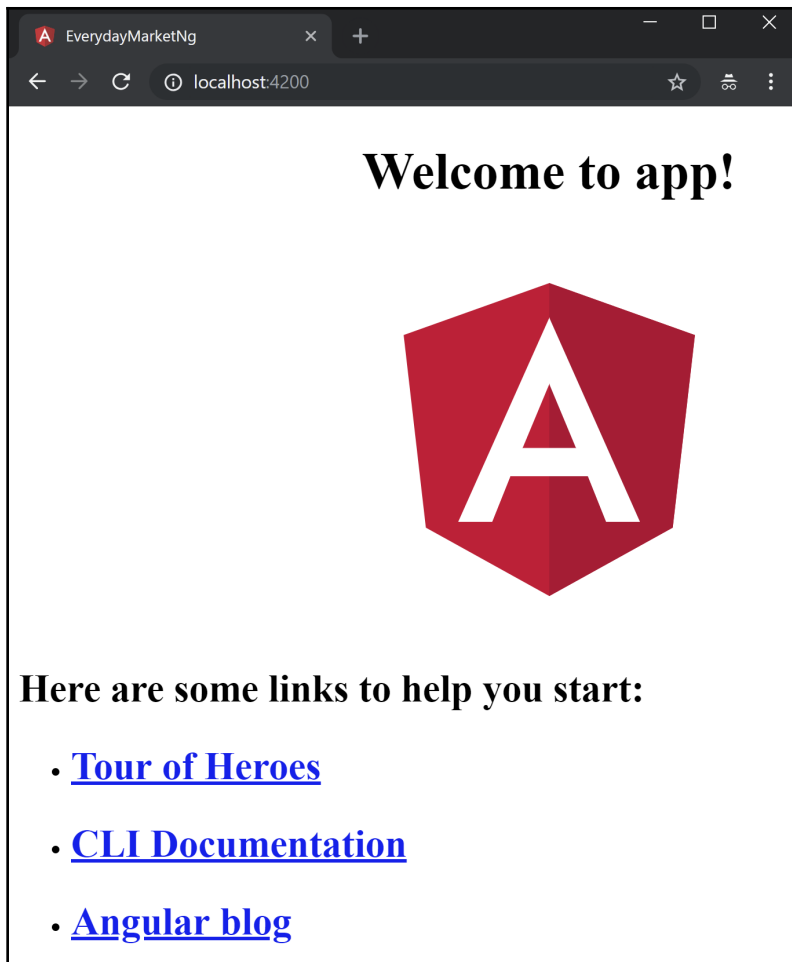 EverydayMarketNg
localhost:4200
Welcome to app!
A
Here are some links to help you start:
• Tour of Heroes
• CLI Documentation
• Angular blog